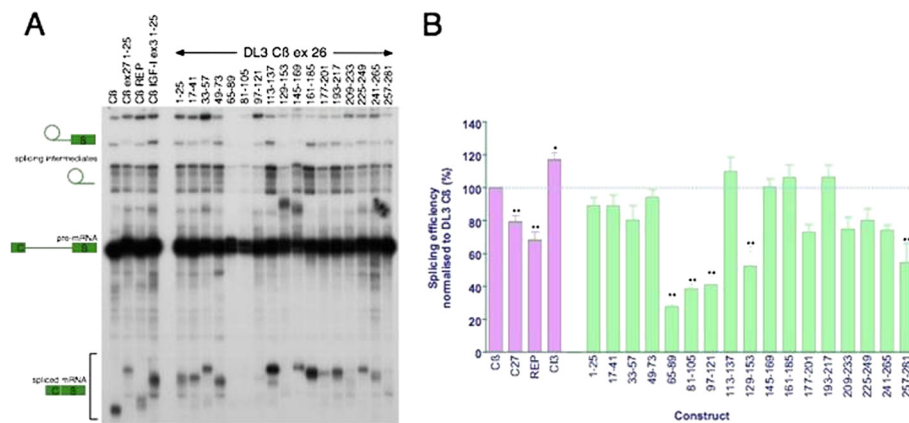 A
DL3 Cß ex 26
Cß
Cß ex27 1-25
Cß REP
Cß IGF-I ex3 1-25
1-25
17-41
33-57
49-73
65-89
81-105
97-121
113-137
129-153
145-169
161-185
177-201
193-217
209-233
225-249
241-265
257-281
splicing intermediates
pre-mRNA
C
spliced mRNA
C
B
Splicing efficiency
normalised to DL3 Cß (%)
140
120
100
80
60
40
20
0
Cß
C27
REP
CI3
1-25
17-41
33-57
49-73
65-89
81-105
97-121
113-137
129-153
145-169
161-185
177-201
193-217
209-233
225-249
241-265
257-281
Construct